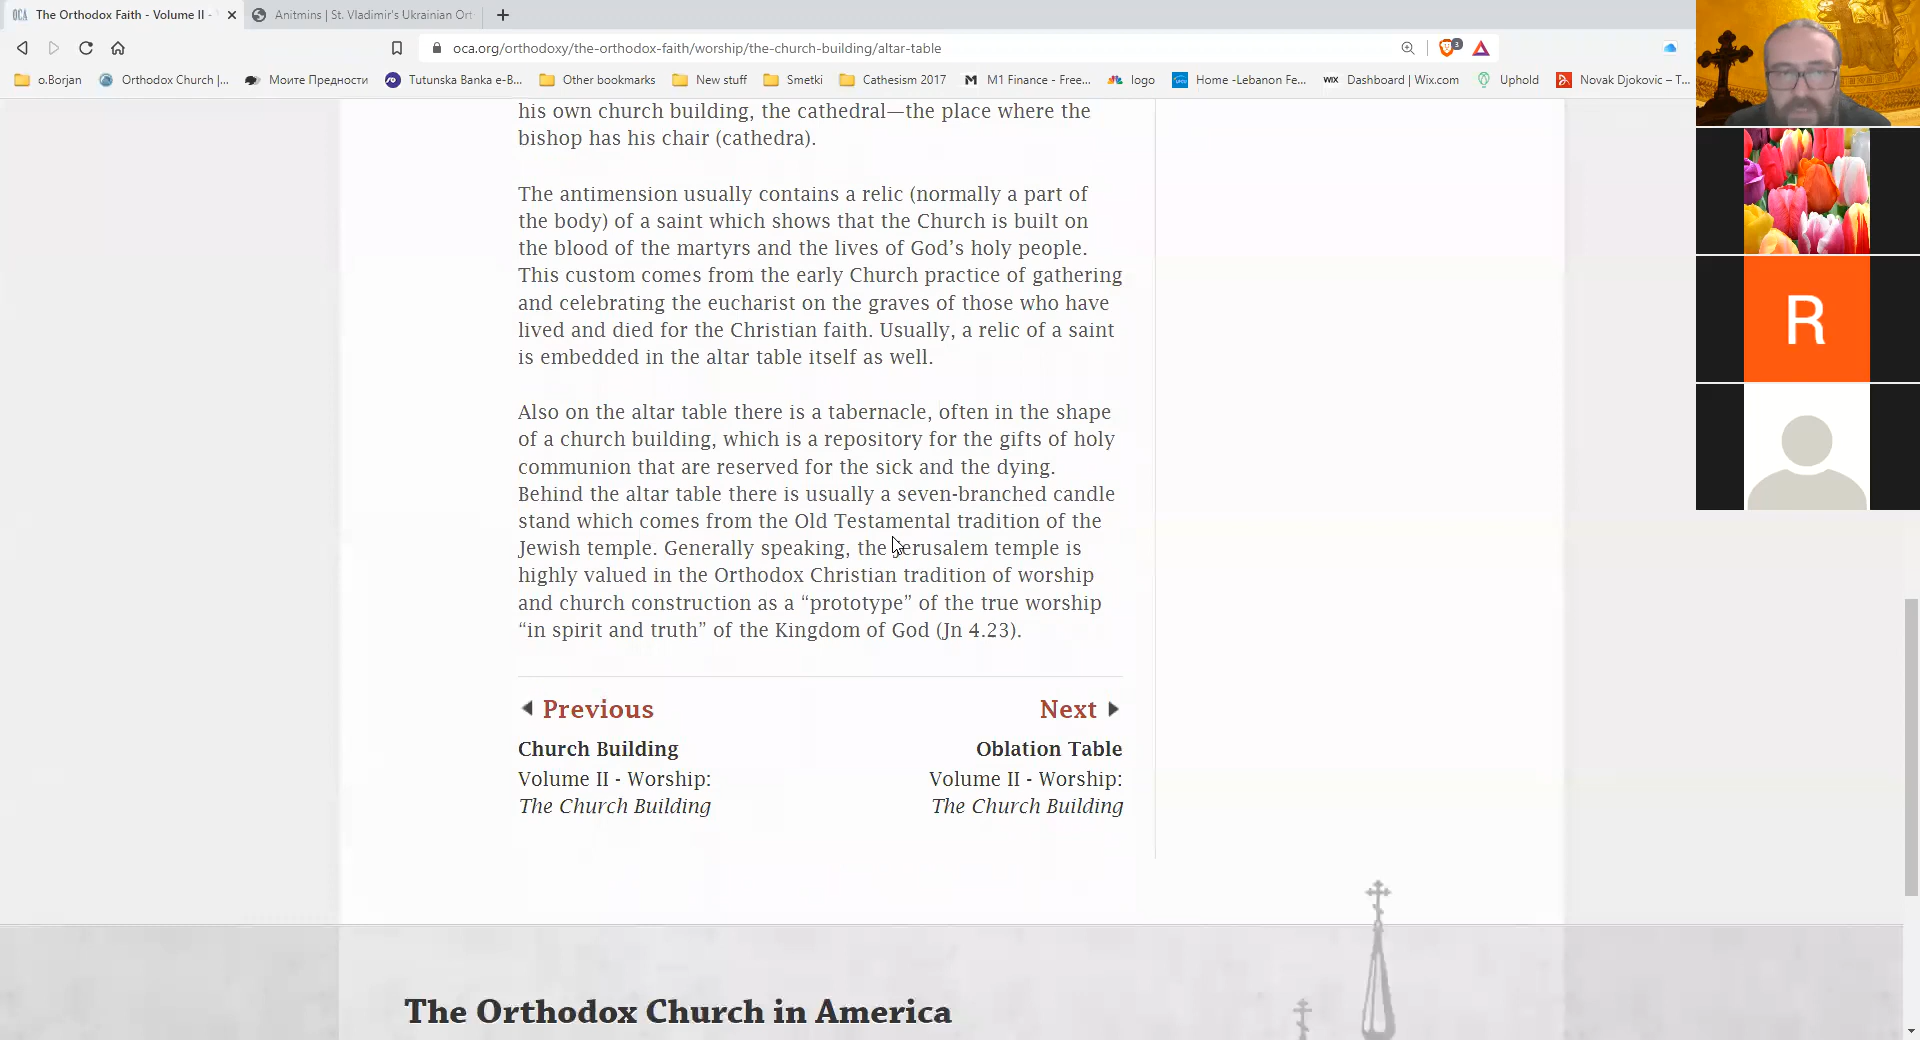 The Orthodox Faith - Volume II -
Anitmins | St. Vladimir's Ukrainian Ort
oca.org/orthodoxy/the-orthodox-faith/worship/the-church-building/altar-table
3
o.Borjan
Orthodox Church |...
Моите Предности
Tutunska Banka e-B...
Other bookmarks
New stuff
Smetki
Cathesism 2017
M1 Finance - Free...
logo
Home -Lebanon Fe...
WIX
Dashboard | Wix.com
Uphold
Novak Djokovic – T...
his own church building, the cathedral—the place where the
bishop has his chair (cathedra).
The antimension usually contains a relic (normally a part of
the body) of a saint which shows that the Church is built on
the blood of the martyrs and the lives of God’s holy people.
This custom comes from the early Church practice of gathering
and celebrating the eucharist on the graves of those who have
lived and died for the Christian faith. Usually, a relic of a saint
is embedded in the altar table itself as well.
Also on the altar table there is a tabernacle, often in the shape
of a church building, which is a repository for the gifts of holy
communion that are reserved for the sick and the dying.
Behind the altar table there is usually a seven-branched candle
stand which comes from the Old Testamental tradition of the
Jewish temple. Generally speaking, the Jerusalem temple is
highly valued in the Orthodox Christian tradition of worship
and church construction as a “prototype” of the true worship
“in spirit and truth” of the Kingdom of God (Jn 4.23).
Previous
Church Building
Volume II - Worship:
The Church Building
Next
Oblation Table
Volume II - Worship:
The Church Building
The Orthodox Church in America
R